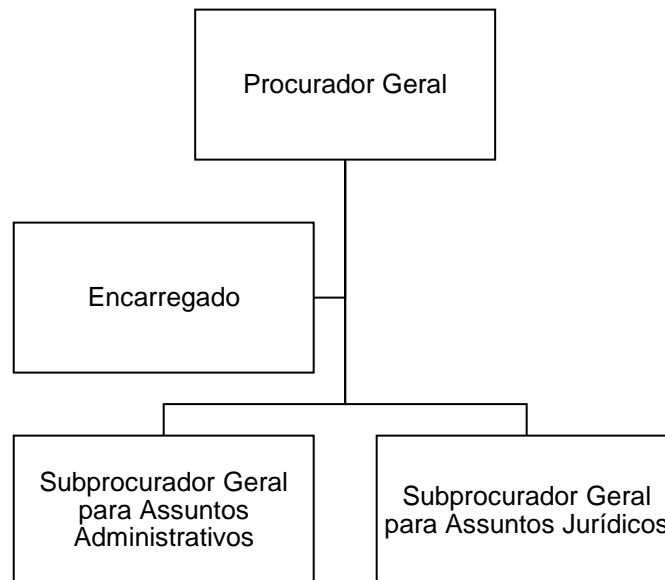 Procurador Geral
Encarregado
Subprocurador Geral
para Assuntos
Administrativos
Subprocurador Geral
para Assuntos Jurídicos